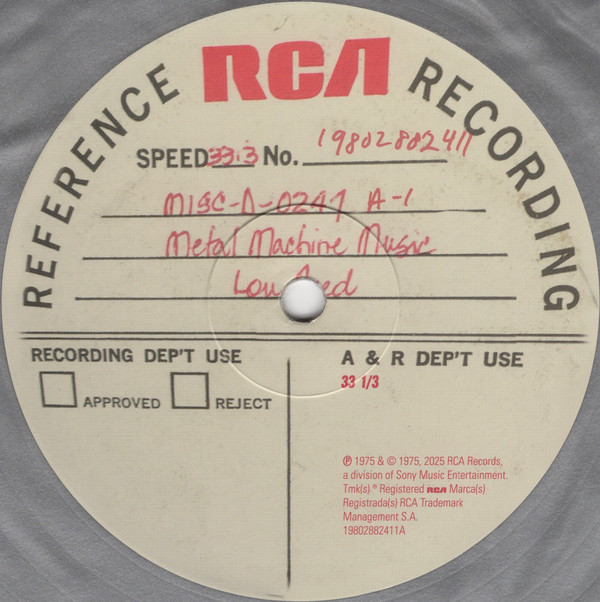 RCA
REFERENCE RECORDING
SPEED 33.3 No. 19802882411
MISC-A-0247 A-1
Metal Machine Music
Lou Reed
RECORDING DEP'T USE
APPROVED REJECT
A & R DEP'T USE
33 1/3
℗ 1975 & © 1975, 2025 RCA Records,
a division of Sony Music Entertainment.
Tmk(s) ® Registered RCA Marca(s)
Registrada(s) RCA Trademark
Management S.A.
19802882411A